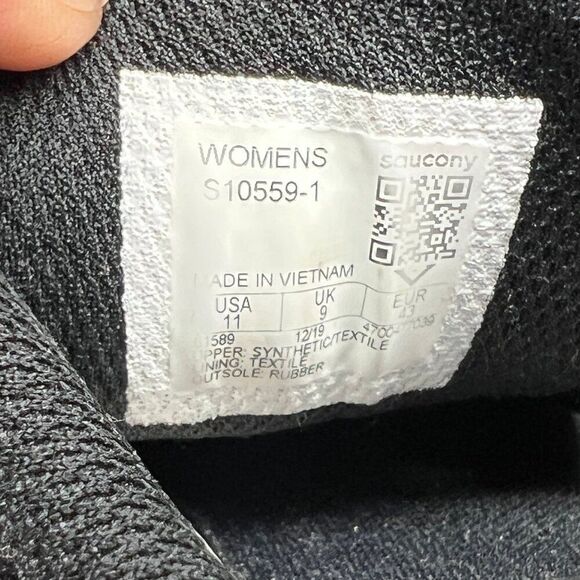 WOMENS saucony
S10559-1
MADE IN VIETNAM
USA UK EUR
11 9 43
12/19
UPPER: SYNTHETIC/TEXTILE
LINING: TEXTILE
OUTSOLE: RUBBER